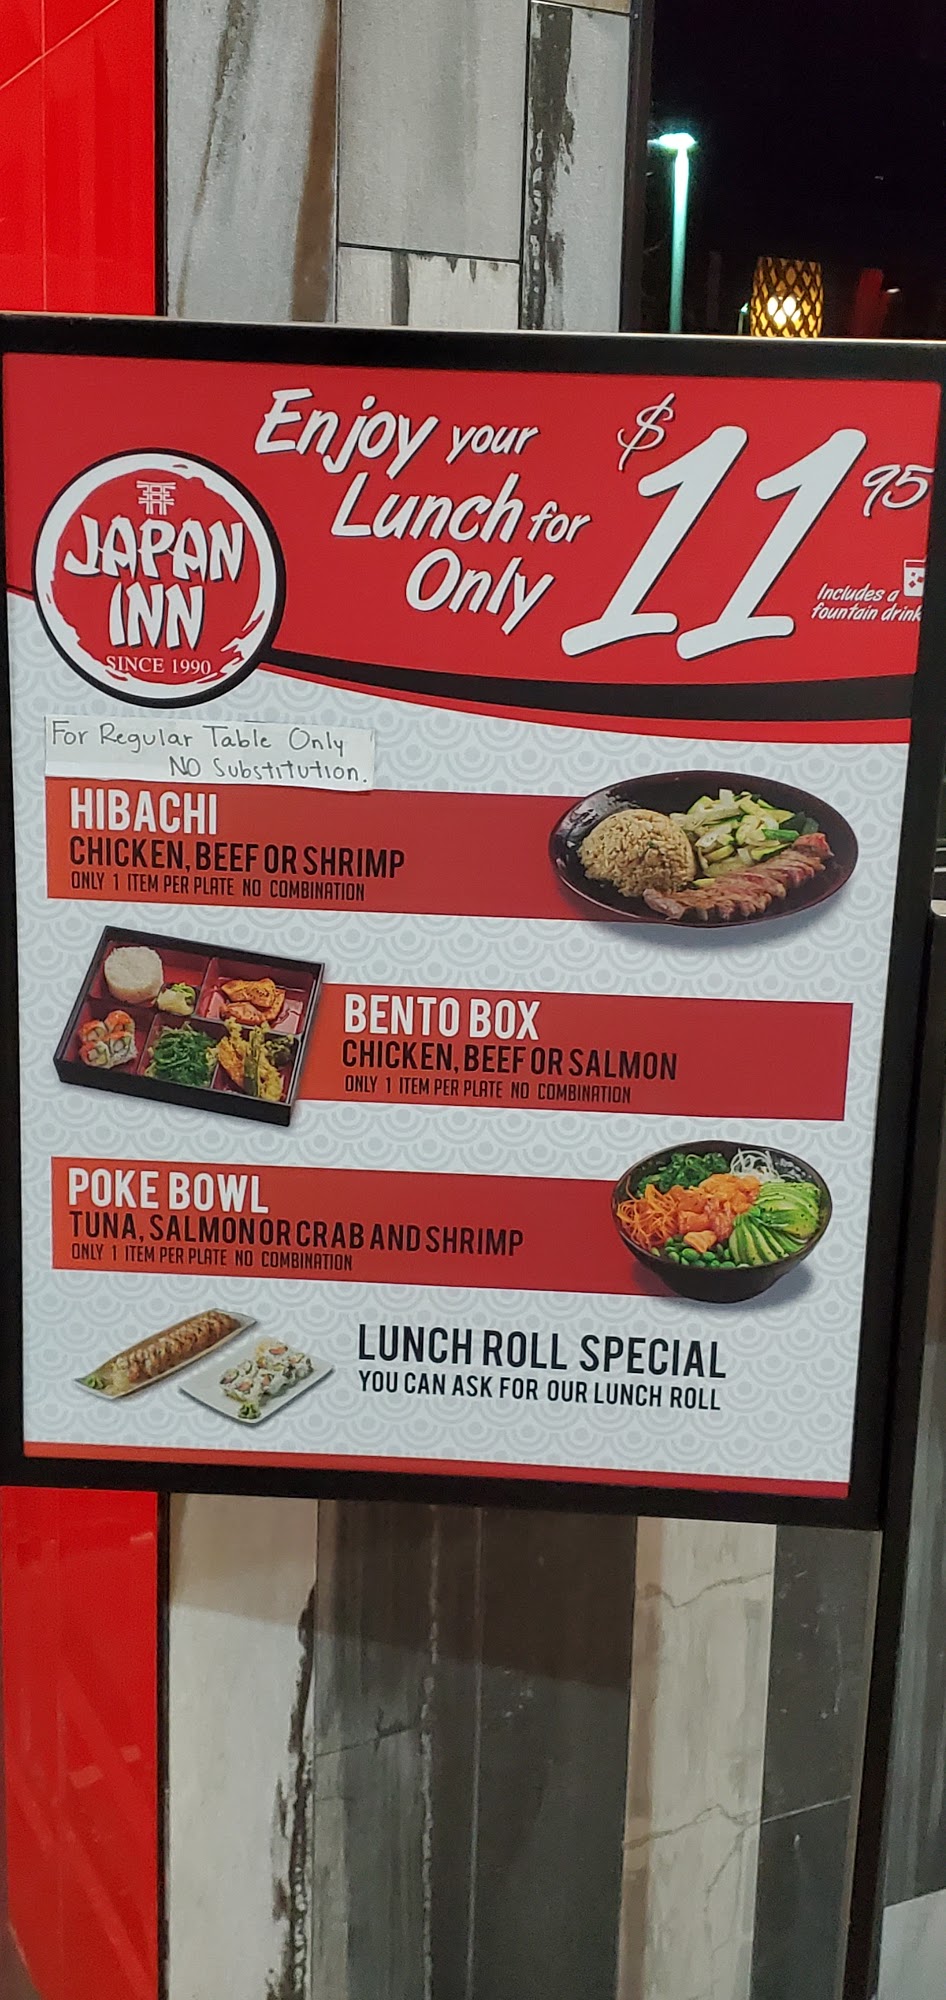 Enjoy your
Lunch for
Only
$11 95
Includes a
fountain drink
JAPAN
INN
SINCE 1990
For Regular Table Only
NO Substitution.
HIBACHI
CHICKEN, BEEF OR SHRIMP
ONLY 1 ITEM PER PLATE NO COMBINATION
BENTO BOX
CHICKEN, BEEF OR SALMON
ONLY 1 ITEM PER PLATE NO COMBINATION
POKE BOWL
TUNA, SALMON OR CRAB AND SHRIMP
ONLY 1 ITEM PER PLATE NO COMBINATION
LUNCH ROLL SPECIAL
YOU CAN ASK FOR OUR LUNCH ROLL